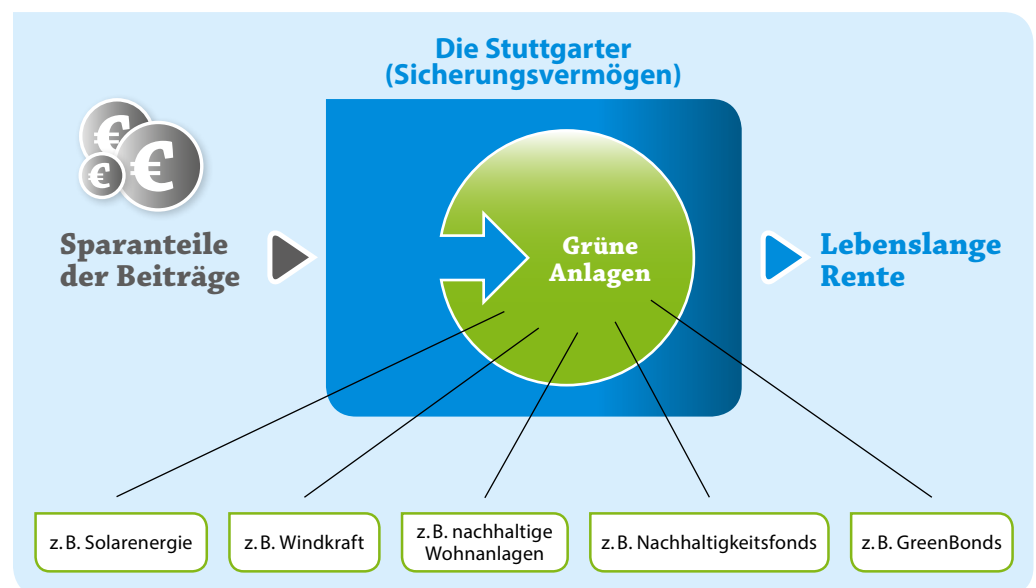 Die Stuttgarter
(Sicherungsvermögen)
€
€
€
Sparanteile
der Beiträge
Grüne
Anlagen
Lebenslange
Rente
z.B. Solarenergie
z.B. Windkraft
z.B. nachhaltige
Wohnanlagen
z.B. Nachhaltigkeitsfonds
z.B. GreenBonds